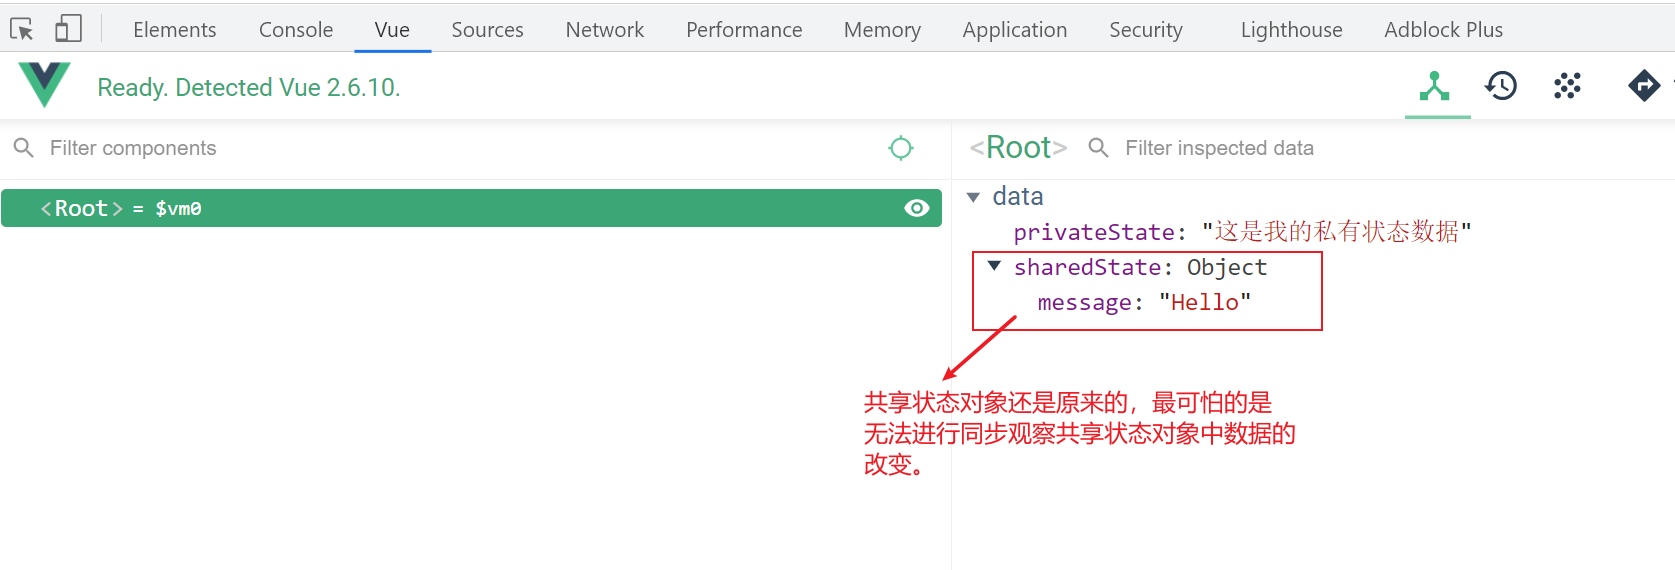 Elements Console Vue Sources Network Performance Memory Application Security Lighthouse Adblock Plus
Ready. Detected Vue 2.6.10.
Filter components
<Root> Filter inspected data
<Root> = $vm0
data
privateState: "这是我的私有状态数据"
sharedState: Object
message: "Hello"
共享状态对象还是原来的，最可怕的是
无法进行同步观察共享状态对象中数据的
改变。